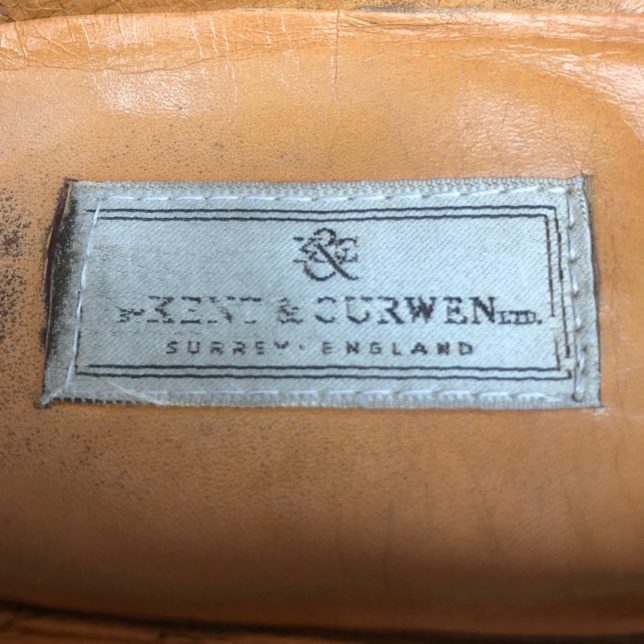 K&C
KENT & CURWEN LTD.
SURREY · ENGLAND